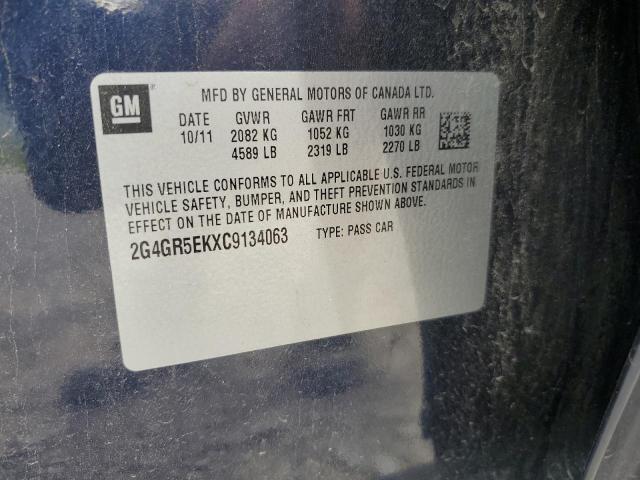 GM
MFD BY GENERAL MOTORS OF CANADA LTD.
DATE GVWR GAWR FRT GAWR RR
10/11 2082 KG 1052 KG 1030 KG
4589 LB 2319 LB 2270 LB
THIS VEHICLE CONFORMS TO ALL APPLICABLE U.S. FEDERAL MOTOR
VEHICLE SAFETY, BUMPER, AND THEFT PREVENTION STANDARDS IN
EFFECT ON THE DATE OF MANUFACTURE SHOWN ABOVE.
2G4GR5EKXC9134063 TYPE: PASS CAR